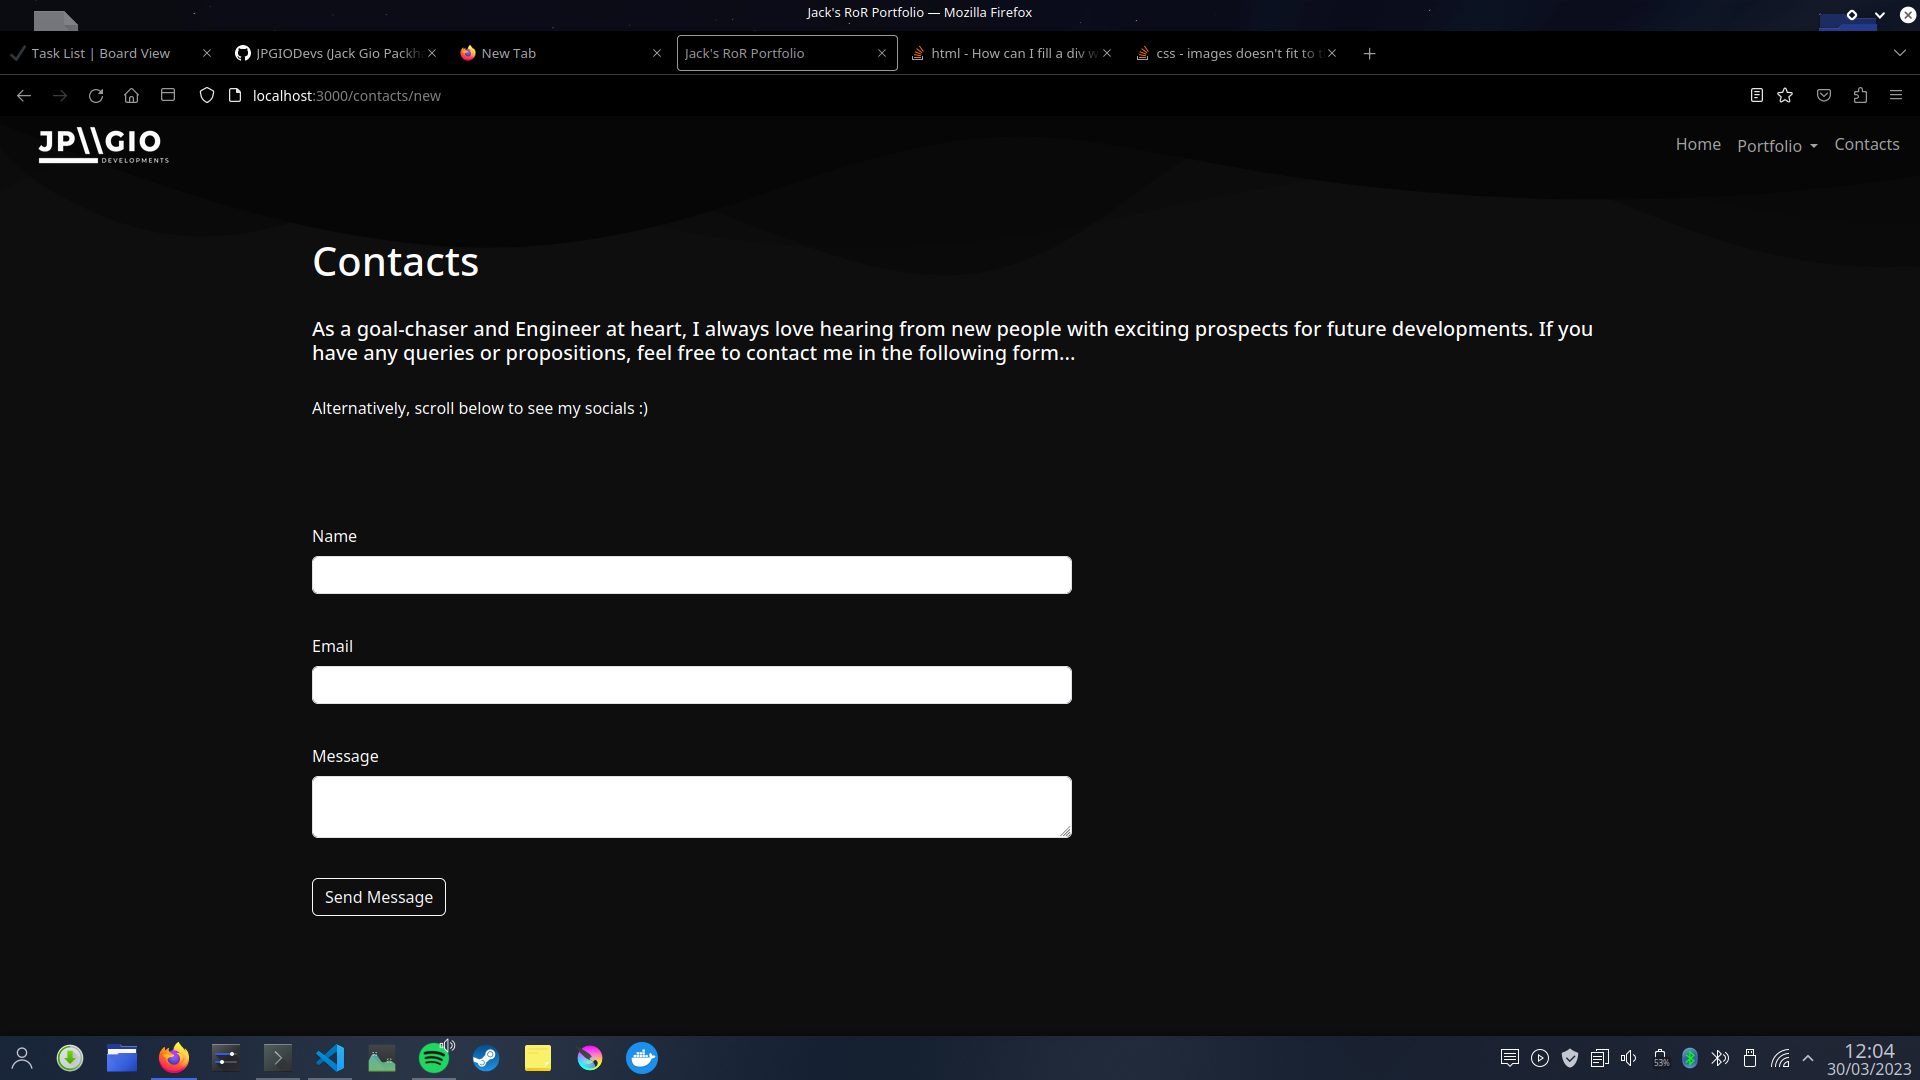 Jack's RoR Portfolio — Mozilla Firefox
Task List | Board View
JPGIODevs (Jack Gio Packh
New Tab
Jack's RoR Portfolio
html - How can I fill a div w
css - images doesn't fit to t
localhost:3000/contacts/new
JP\\GIO
DEVELOPMENTS
Home
Portfolio
Contacts
Contacts
As a goal-chaser and Engineer at heart, I always love hearing from new people with exciting prospects for future developments. If you
have any queries or propositions, feel free to contact me in the following form...
Alternatively, scroll below to see my socials :)
Name
Email
Message
Send Message
53%
12:04
30/03/2023